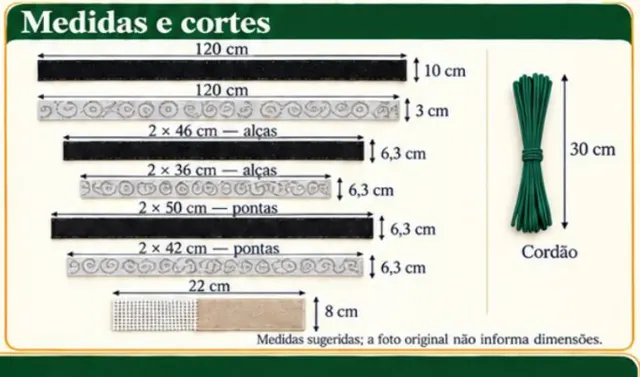 Medidas e cortes
120 cm
10 cm
120 cm
3 cm
2 × 46 cm — alças
6,3 cm
2 × 36 cm — alças
6,3 cm
2 × 50 cm — pontas
6,3 cm
2 × 42 cm — pontas
6,3 cm
22 cm
8 cm
30 cm
Cordão
Medidas sugeridas; a foto original não informa dimensões.